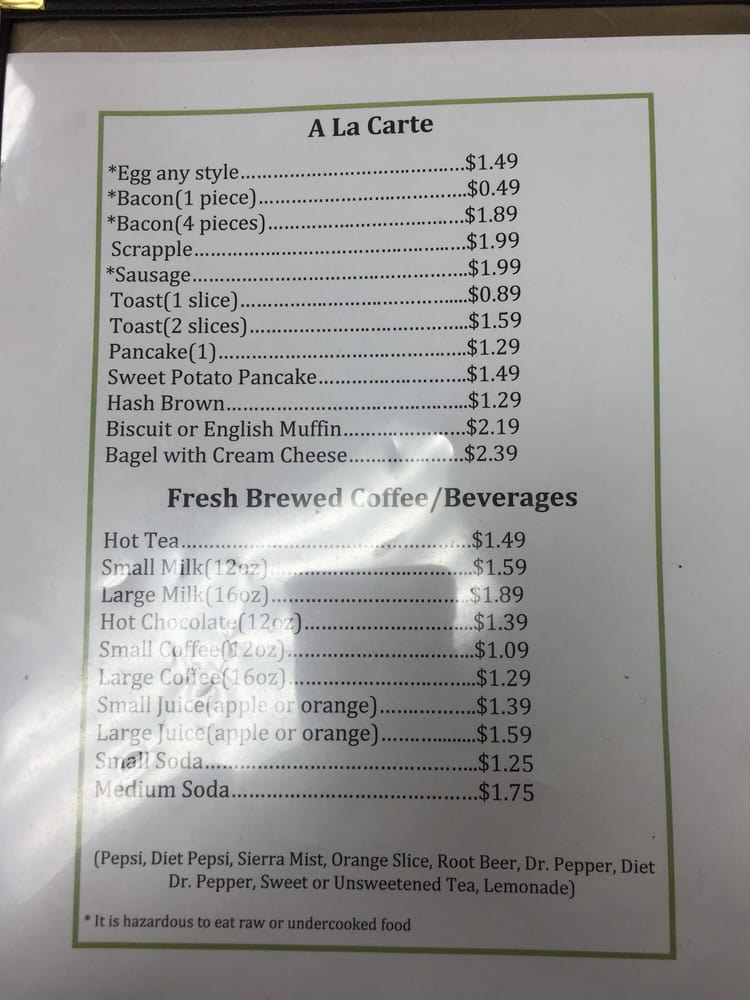 A La Carte
*Egg any style........................................$1.49
*Bacon(1 piece).....................................$0.49
*Bacon(4 pieces)...................................$1.89
Scrapple................................................$1.99
*Sausage................................................$1.99
Toast(1 slice)........................................$0.89
Toast(2 slices).......................................$1.59
Pancake(1)............................................$1.29
Sweet Potato Pancake..........................$1.49
Hash Brown..........................................$1.29
Biscuit or English Muffin.....................$2.19
Bagel with Cream Cheese....................$2.39
Fresh Brewed Coffee/Beverages
Hot Tea..................................................$1.49
Small Milk(12oz)...................................$1.59
Large Milk(16oz)...................................$1.89
Hot Chocolate(12oz).............................$1.39
Small Coffee(12oz)................................$1.09
Large Coffee(16oz)................................$1.29
Small Juice(apple or orange)................$1.39
Large Juice(apple or orange)................$1.59
Small Soda..............................................$1.25
Medium Soda.........................................$1.75
(Pepsi, Diet Pepsi, Sierra Mist, Orange Slice, Root Beer, Dr. Pepper, Diet
Dr. Pepper, Sweet or Unsweetened Tea, Lemonade)
* It is hazardous to eat raw or undercooked food